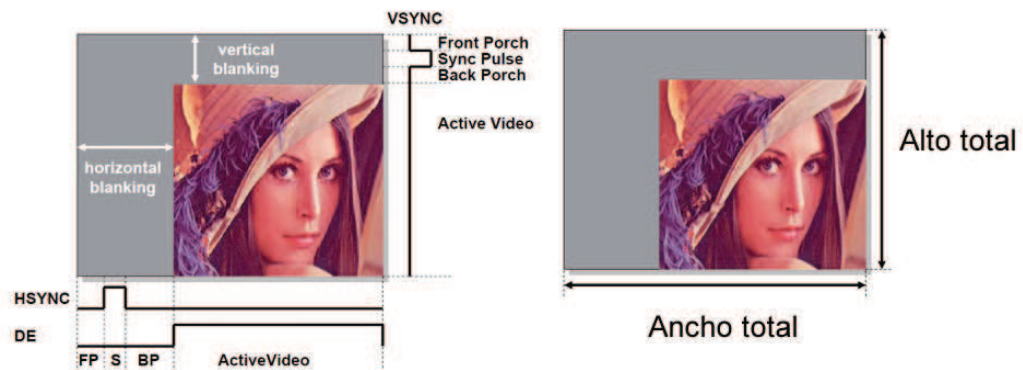 VSYNC
Front Porch
Sync Pulse
Back Porch
vertical
blanking
Active Video
horizontal
blanking
HSYNC
DE
FP S BP ActiveVideo
Alto total
Ancho total